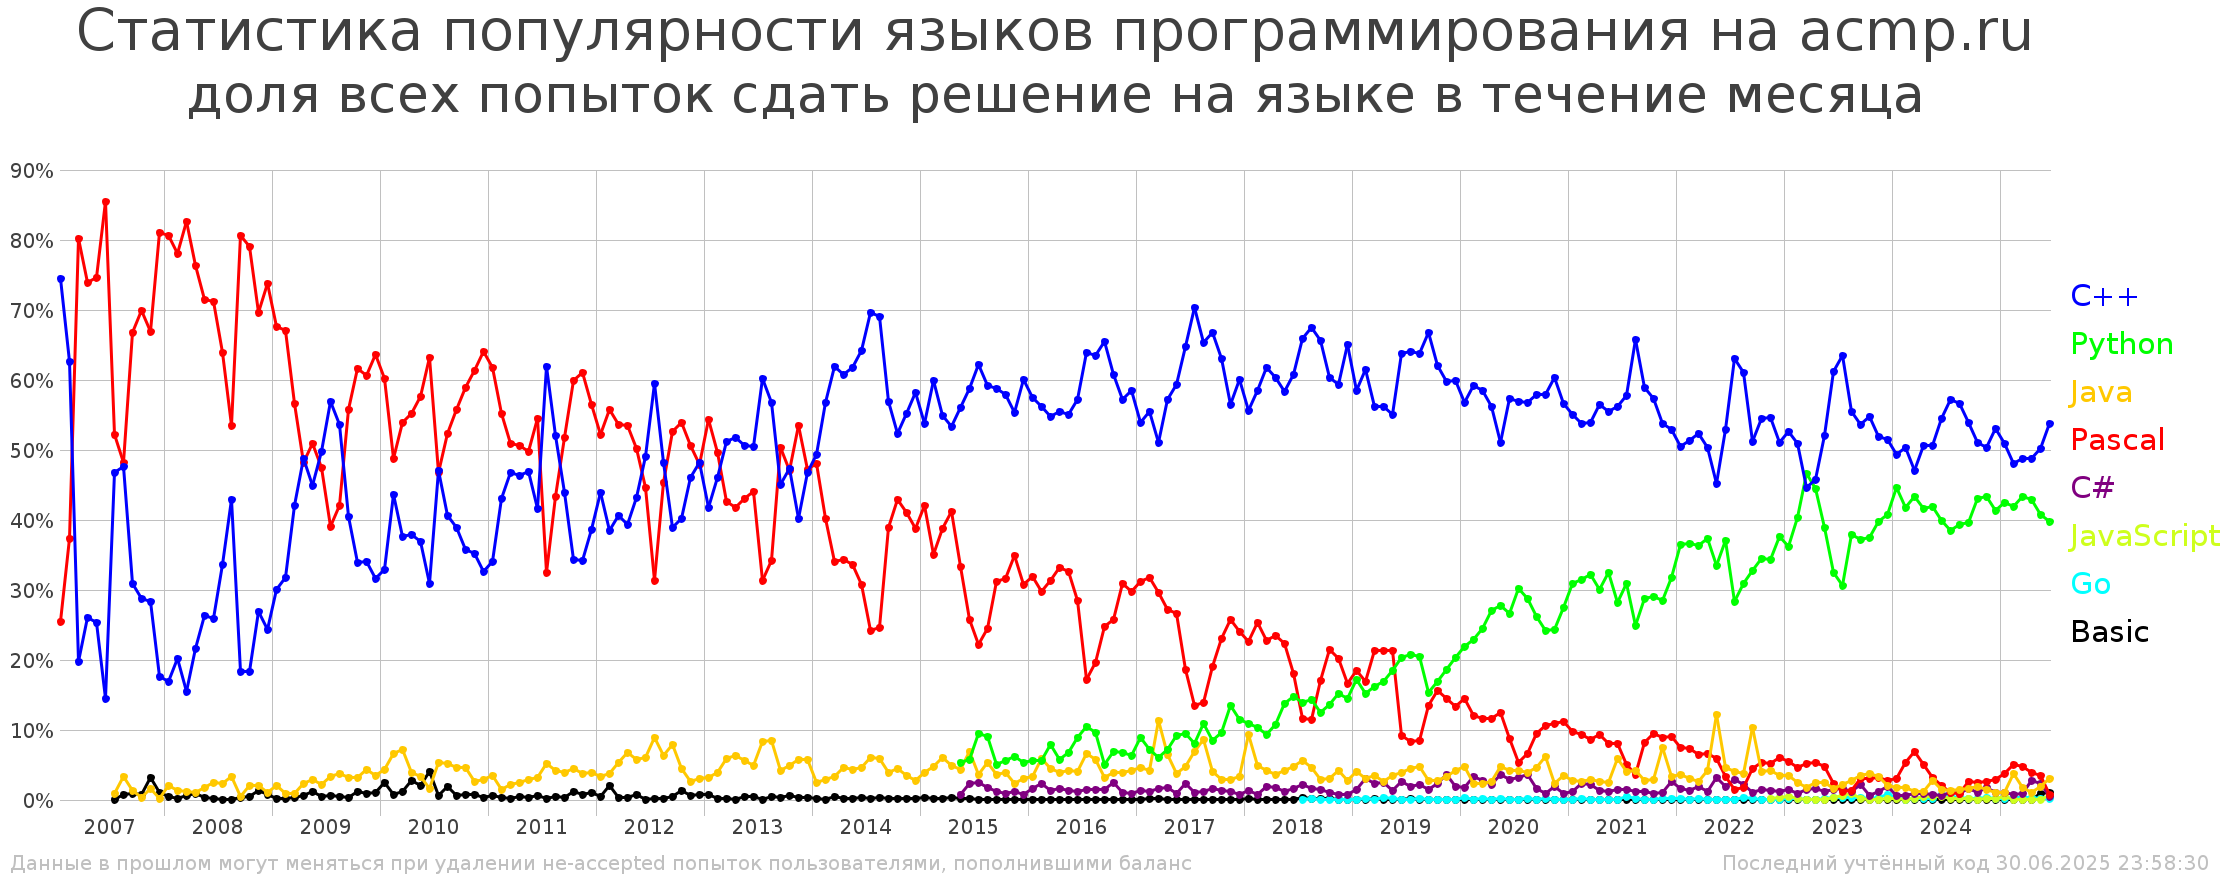 Статистика популярности языков программирования на acmp.ru
доля всех попыток сдать решение на языке в течение месяца
90%
80%
70%
60%
50%
40%
30%
20%
10%
0%
2007 2008 2009 2010 2011 2012 2013 2014 2015 2016 2017 2018 2019 2020 2021 2022 2023 2024
C++
Python
Java
Pascal
C#
JavaScript
Go
Basic
Данные в прошлом могут меняться при удалении не-accepted попыток пользователями, пополнившими баланс
Последний учтённый код 30.06.2025 23:58:30